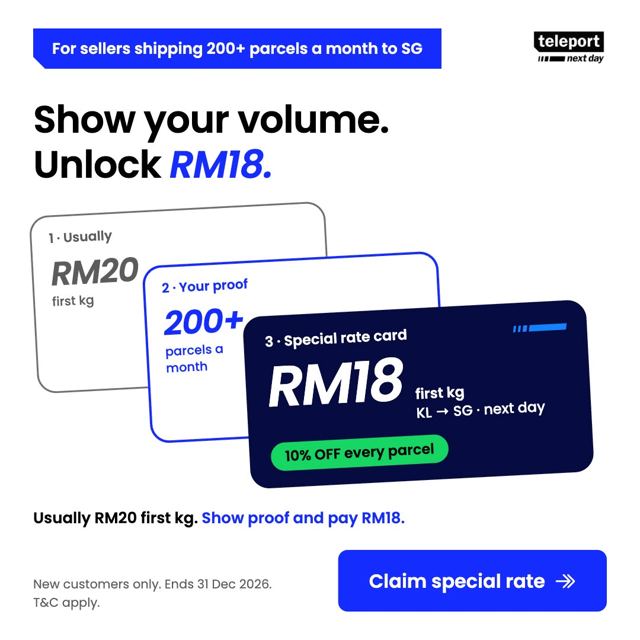 For sellers shipping 200+ parcels a month to SG
teleport
next day
Show your volume.
Unlock RM18.
1 · Usually
RM20
first kg
2 · Your proof
200+
parcels a
month
3 · Special rate card
RM18
first kg
KL → SG · next day
10% OFF every parcel
Usually RM20 first kg. Show proof and pay RM18.
New customers only. Ends 31 Dec 2026.
T&C apply.
Claim special rate